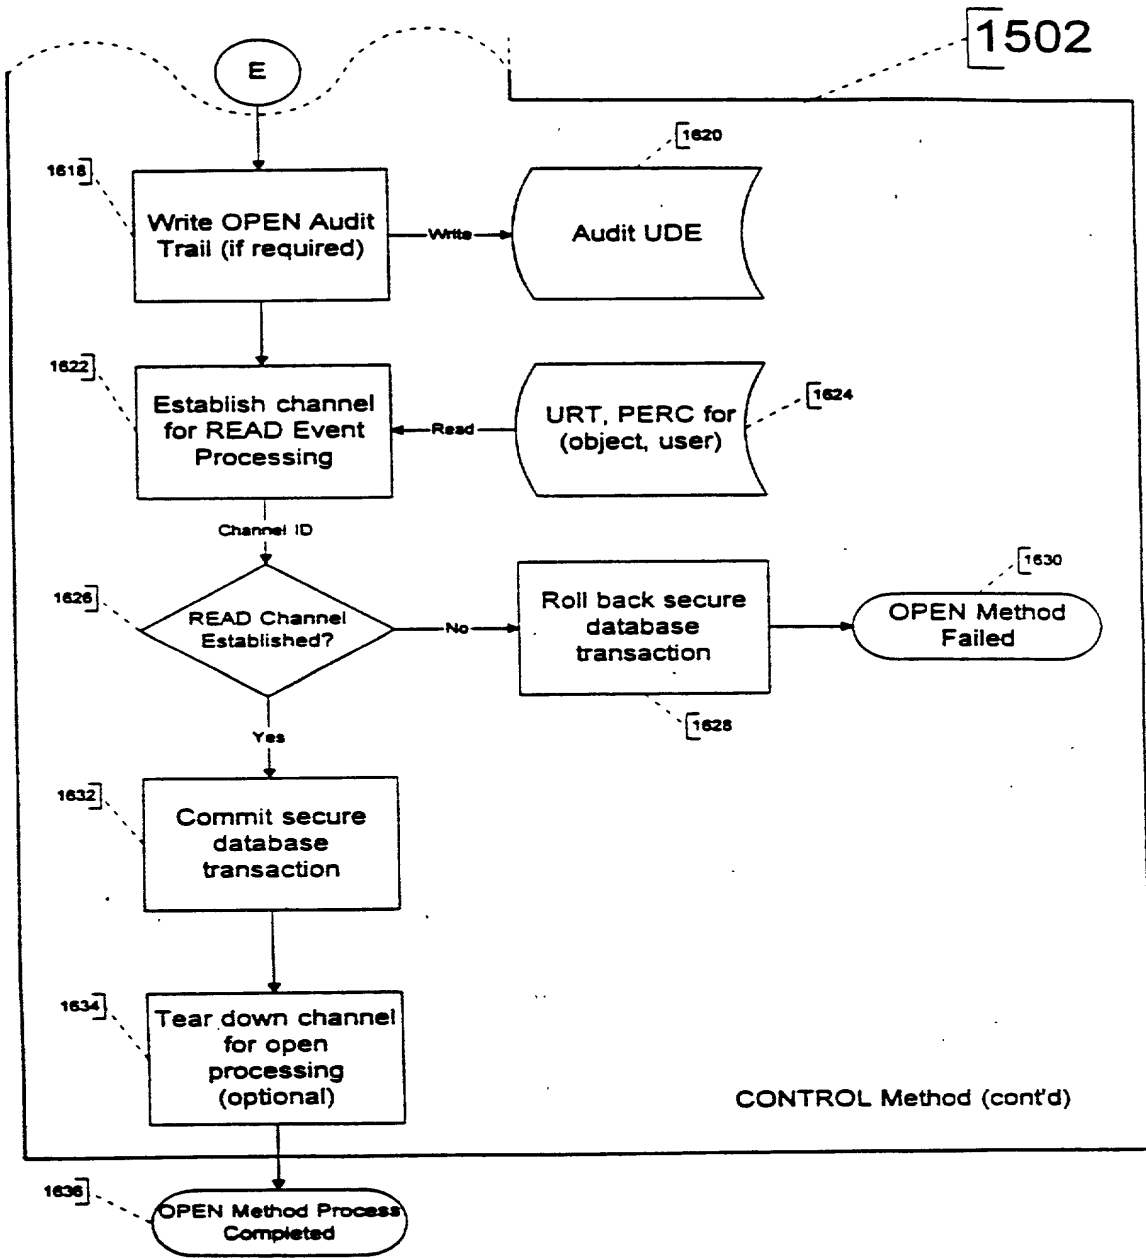 1502
E
1620
1618
Write OPEN Audit
Trail (if required)
Write
Audit UDE
1622
Establish channel
for READ Event
Processing
Read
URT, PERC for
(object, user)
1624
Channel ID
1626
READ Channel
Established?
No
Roll back secure
database
transaction
1630
OPEN Method
Failed
1628
Yes
1632
Commit secure
database
transaction
1634
Tear down channel
for open
processing
(optional)
CONTROL Method (cont'd)
1636
OPEN Method Process
Completed